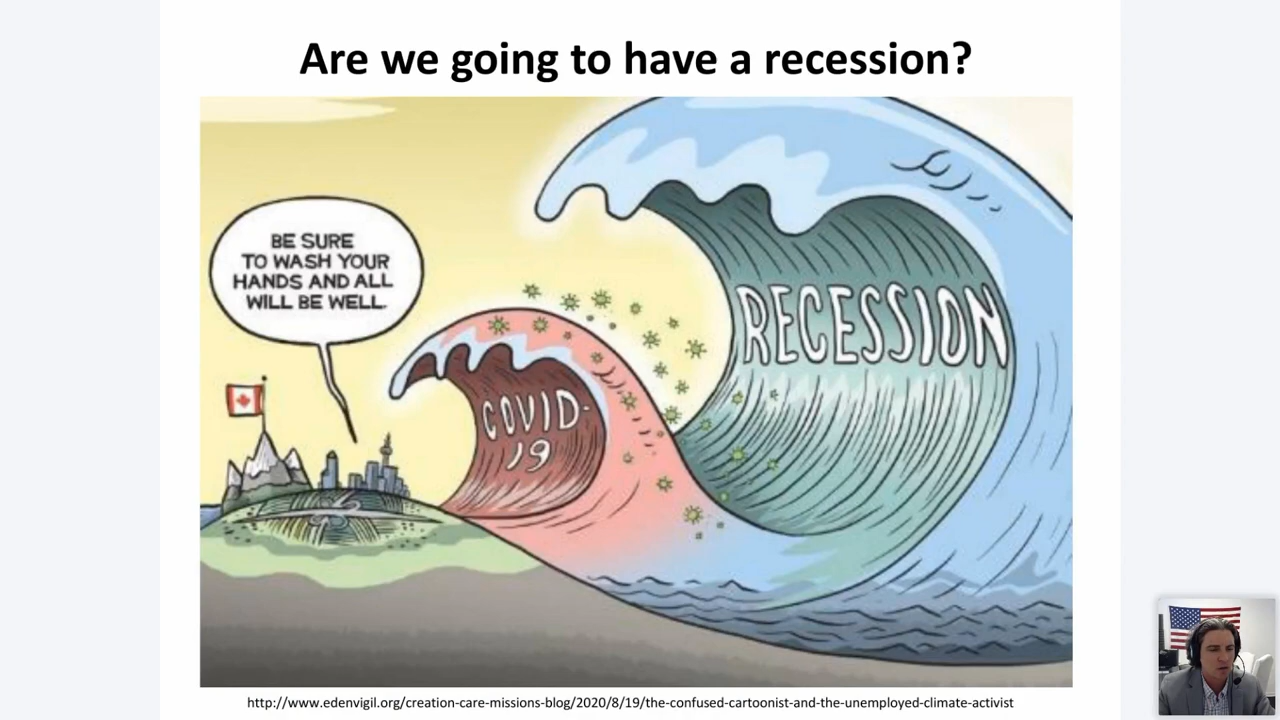 Are we going to have a recession?
BE SURE
TO WASH YOUR
HANDS AND ALL
WILL BE WELL.
RECESSION
COVID-
19
http://www.edenvigil.org/creation-care-missions-blog/2020/8/19/the-confused-cartoonist-and-the-unemployed-climate-activist